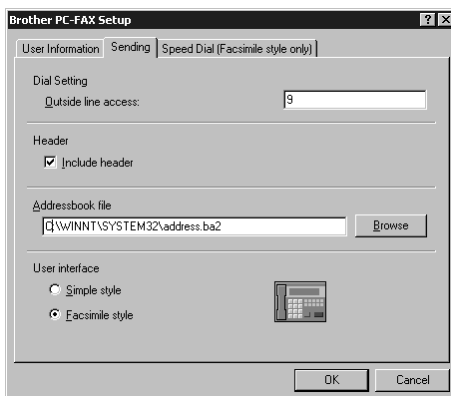 Brother PC-FAX Setup
User Information Sending Speed Dial (Facsimile style only)
Dial Setting
Outside line access: 9
Header
Include header
Addressbook file
C:\WINNT\SYSTEM32\address.ba2 Browse
User interface
Simple style
Facsimile style
OK Cancel